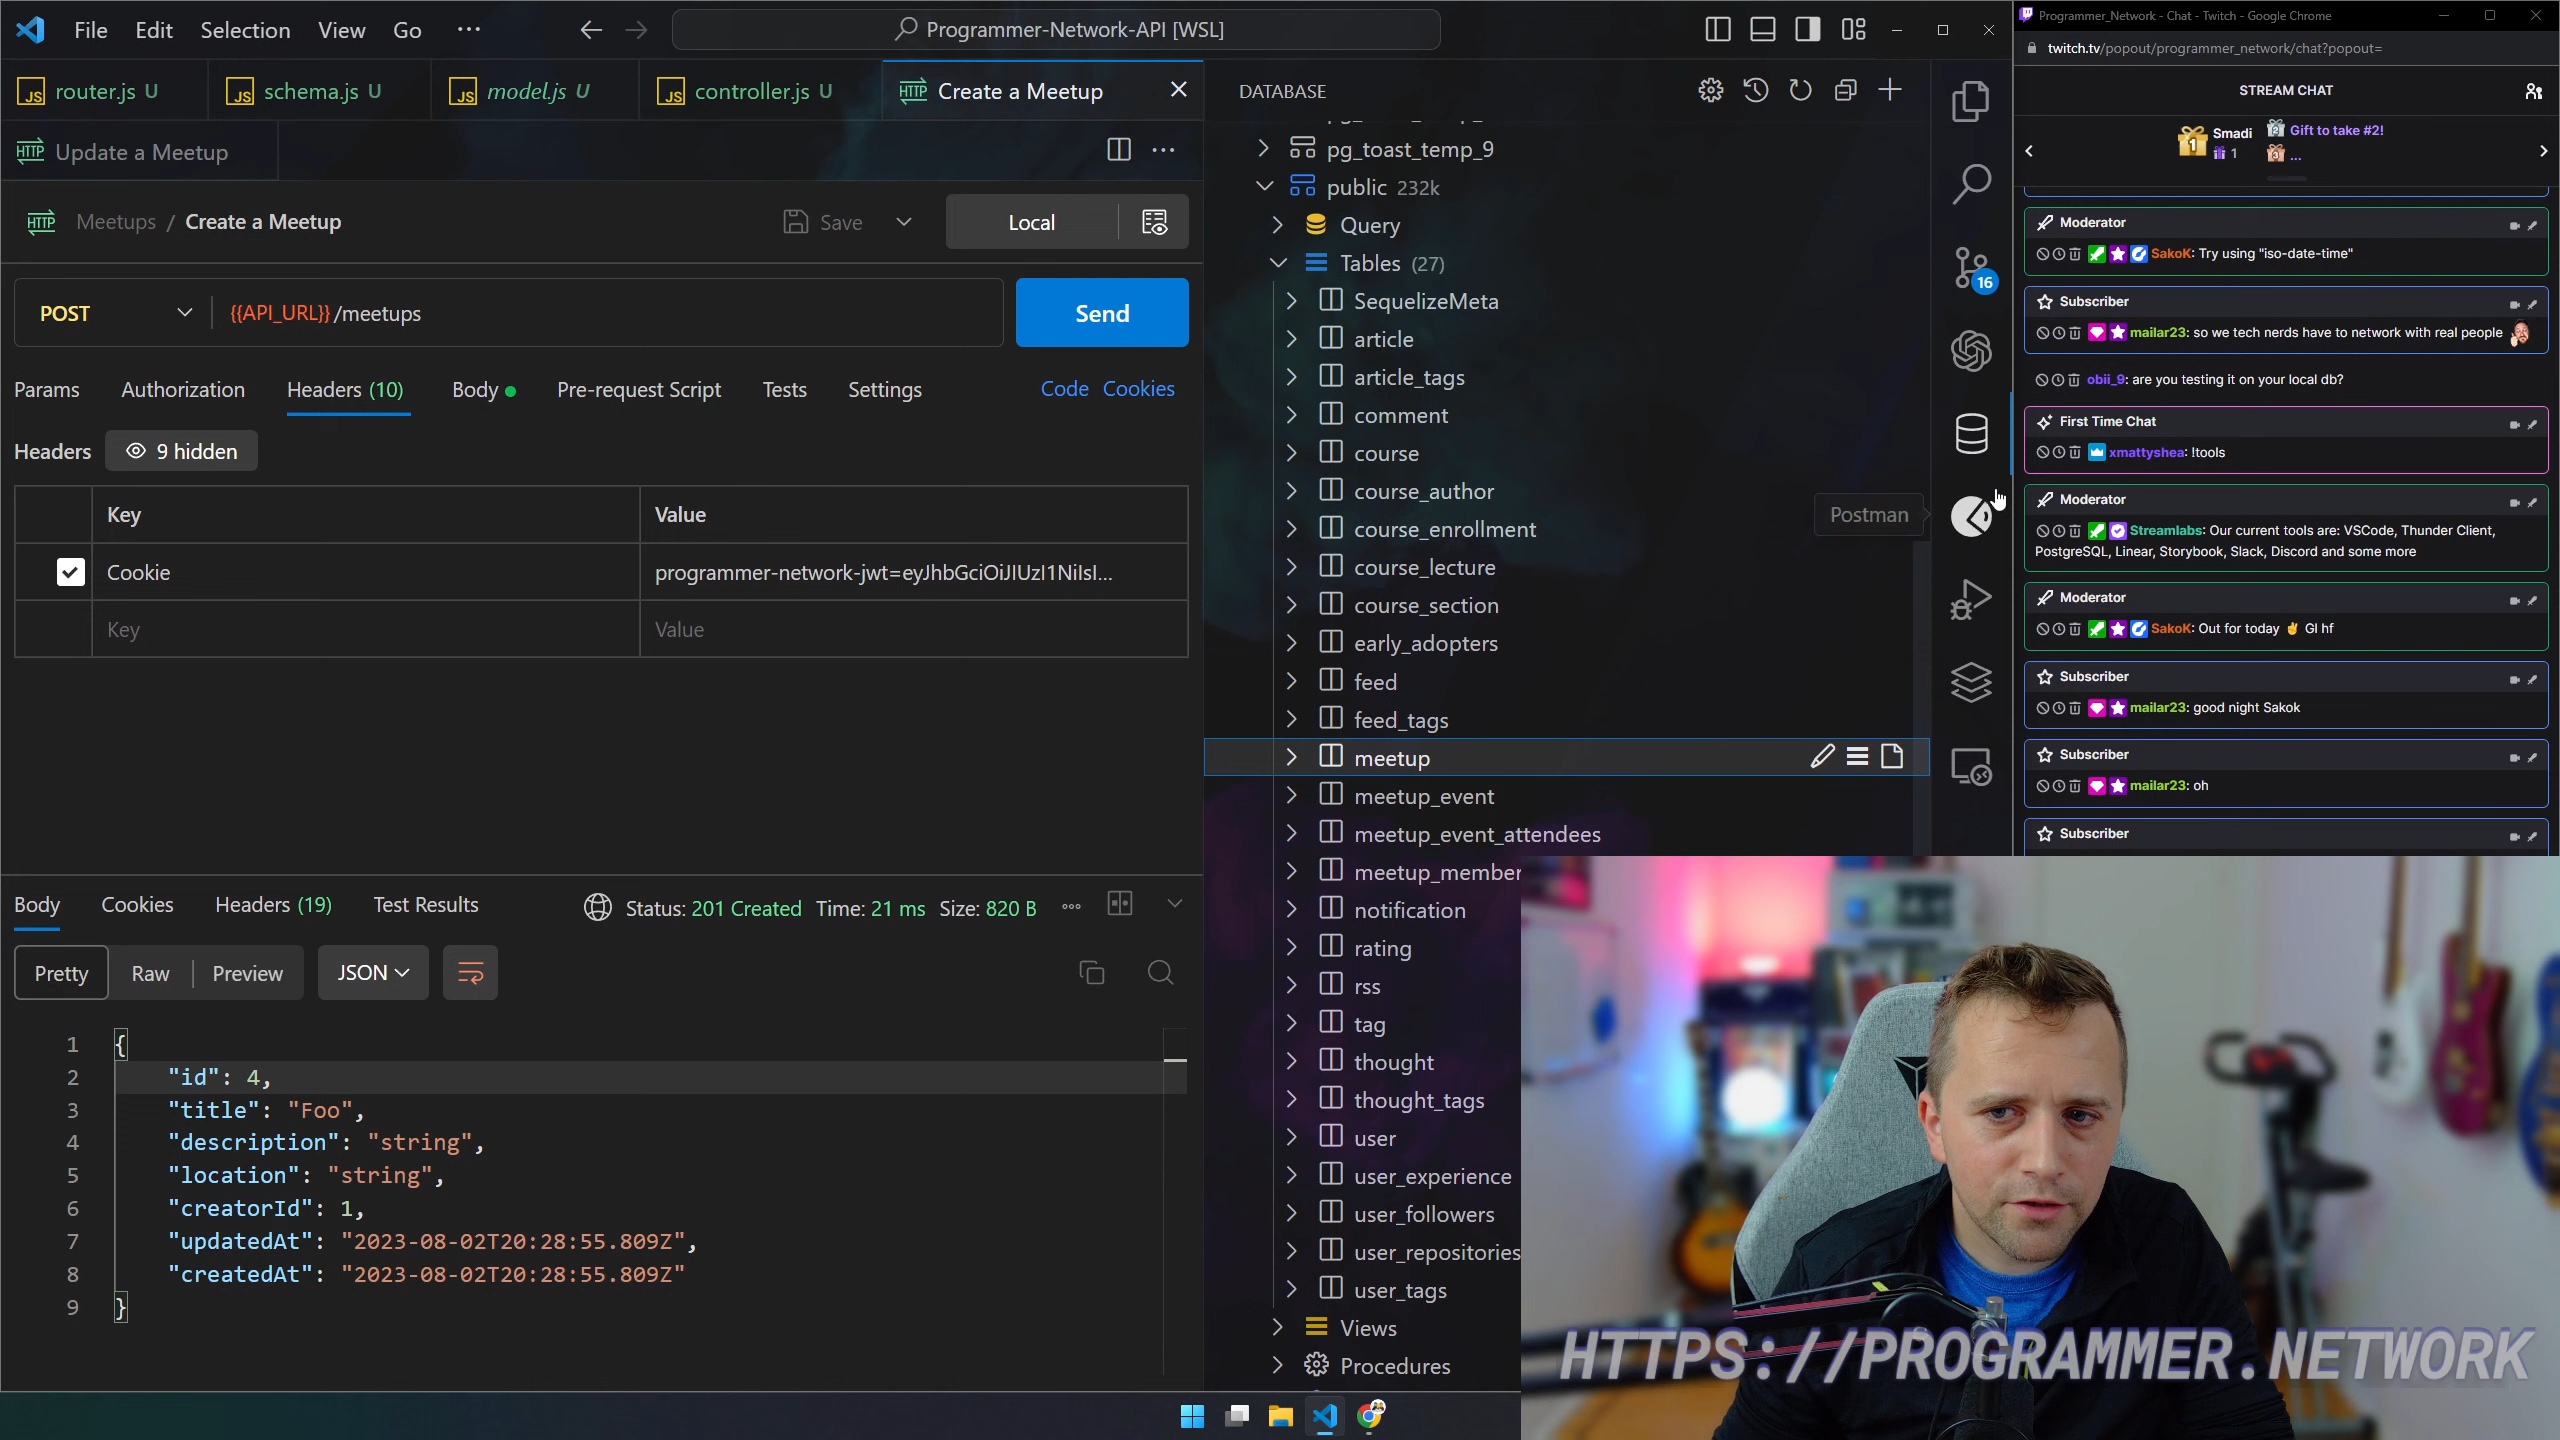 File Edit Selection View Go ···
Programmer-Network-API [WSL]
JS router.js U
JS schema.js U
JS model.js U
JS controller.js U
HTTP Create a Meetup
HTTP Update a Meetup
HTTP Meetups / Create a Meetup
Save
Local
POST
{{API_URL}}/meetups
Send
Params Authorization Headers (10) Body Pre-request Script Tests Settings
Code Cookies
Headers 9 hidden
Key Value
Cookie programmer-network-jwt=eyJhbGciOiJIUzI1NiIsI...
Key Value
Body Cookies Headers (19) Test Results
Status: 201 Created Time: 21 ms Size: 820 B
Pretty Raw Preview JSON
1 {
2 "id": 4,
3 "title": "Foo",
4 "description": "string",
5 "location": "string",
6 "creatorId": 1,
7 "updatedAt": "2023-08-02T20:28:55.809Z",
8 "createdAt": "2023-08-02T20:28:55.809Z"
9 }
DATABASE
pg_toast_temp_9
public 232k
Query
Tables (27)
SequelizeMeta
article
article_tags
comment
course
course_author
course_enrollment
course_lecture
course_section
early_adopters
feed
feed_tags
meetup
meetup_event
meetup_event_attendees
meetup_member
notification
rating
rss
tag
thought
thought_tags
user
user_experience
user_followers
user_repositories
user_tags
Views
Procedures
16
Postman
Programmer_Network - Chat - Twitch - Google Chrome
twitch.tv/popout/programmer_network/chat?popout=
STREAM CHAT
1 Smadi
1
2 Gift to take #2!
3 ...
Moderator
SakoK: Try using "iso-date-time"
Subscriber
mailar23: so we tech nerds have to network with real people
obii_9: are you testing it on your local db?
First Time Chat
xmattyshea: !tools
Moderator
Streamlabs: Our current tools are: VSCode, Thunder Client,
PostgreSQL, Linear, Storybook, Slack, Discord and some more
Moderator
SakoK: Out for today ✌ Gl hf
Subscriber
mailar23: good night Sakok
Subscriber
mailar23: oh
Subscriber
HTTPS://PROGRAMMER.NETWORK